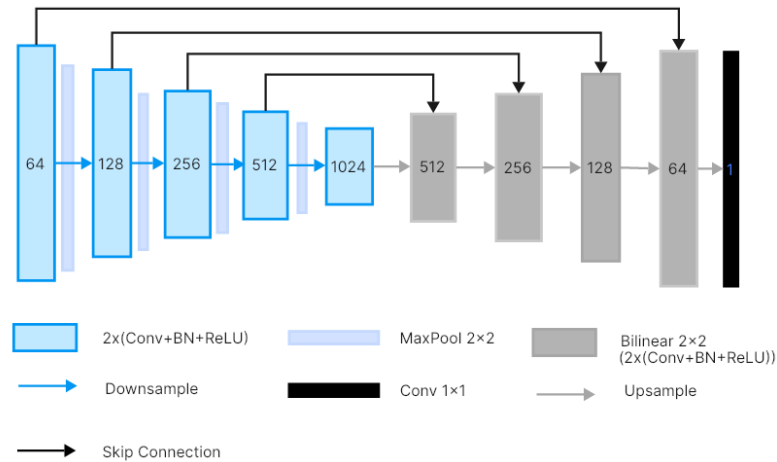 64
128
256
512
1024
512
256
128
64
1
2x(Conv+BN+ReLU)
MaxPool 2×2
Bilinear 2×2
(2x(Conv+BN+ReLU))
Downsample
Conv 1×1
Upsample
Skip Connection